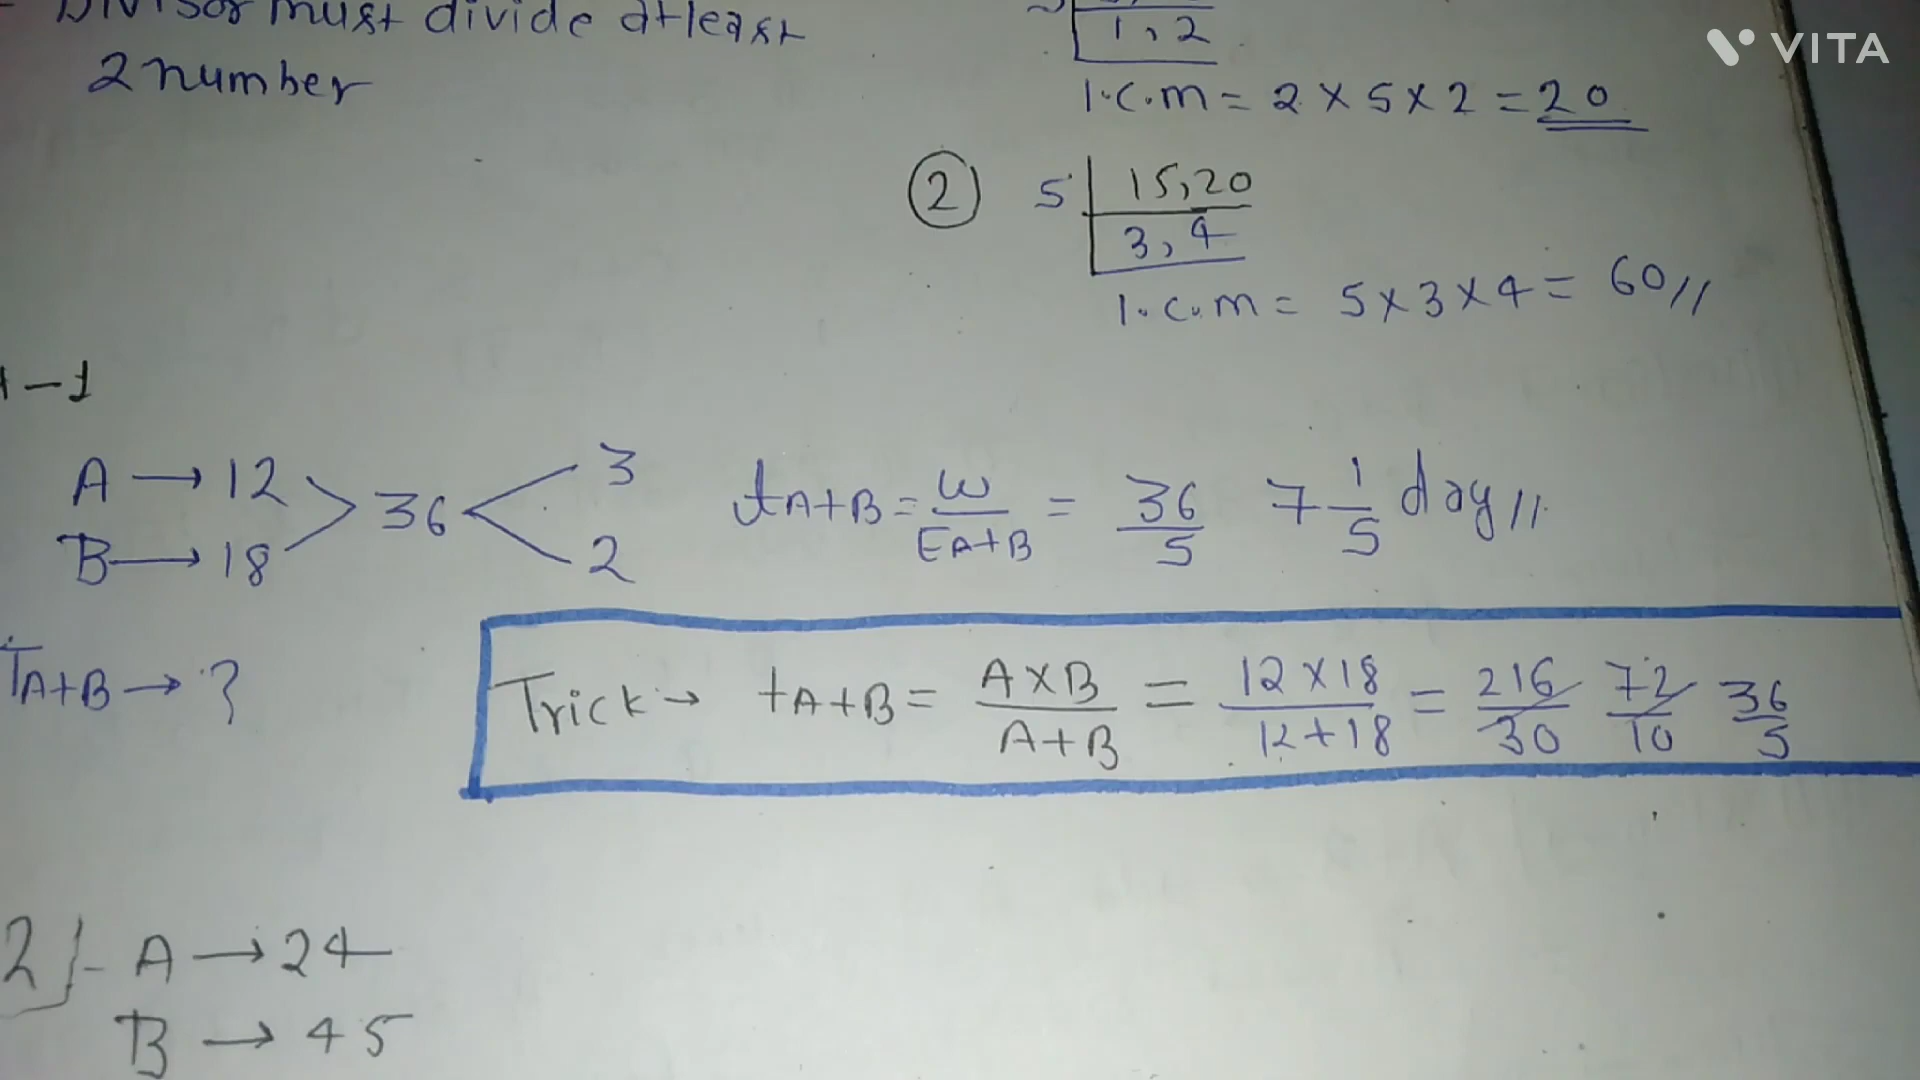 Divisor must divide atleast
2 number
1, 2
l.c.m = 2 × 5 × 2 = 20
VITA
② 5 | 15, 20
3, 4
l.c.m = 5 × 3 × 4 = 60 //
-1
A → 12 > 36 < 3
B → 18 2
tA+B = W/EA+B = 36/5 7 1/5 day //
TA+B → ?
Trick → tA+B = A×B/A+B = 12×18/12+18 = 216/30 72/10 36/5
2)- A → 24
B → 45